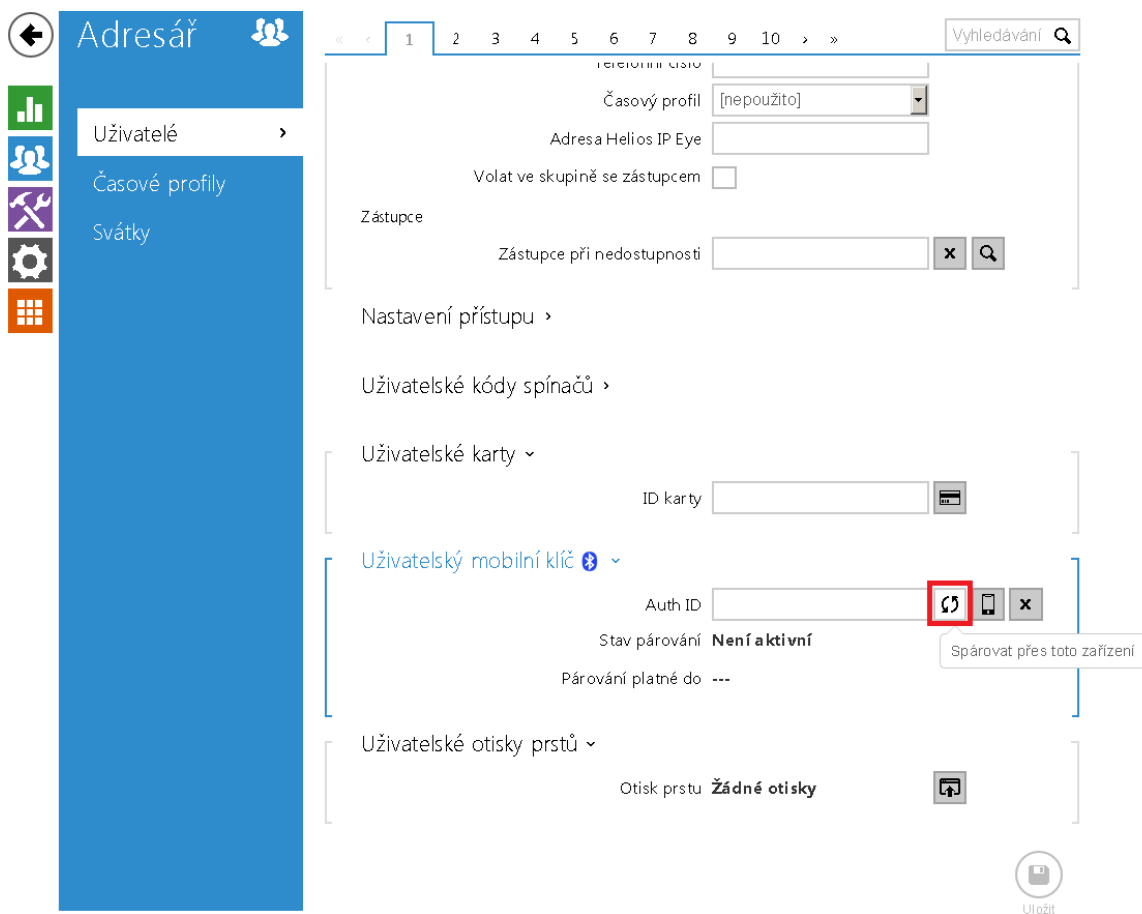 Adresář
« ‹ 1 2 3 4 5 6 7 8 9 10 › »
Vyhledávání
Telefonní číslo
Uživatelé ›
Časové profily
Svátky
Časový profil [nepoužito]
Adresa Helios IP Eye
Volat ve skupině se zástupcem
Zástupce
Zástupce při nedostupnosti
Nastavení přístupu ›
Uživatelské kódy spínačů ›
Uživatelské karty
ID karty
Uživatelský mobilní klíč
Auth ID
Stav párování Není aktivní
Spárovat přes toto zařízení
Párování platné do ---
Uživatelské otisky prstů
Otisk prstu Žádné otisky
Uložit